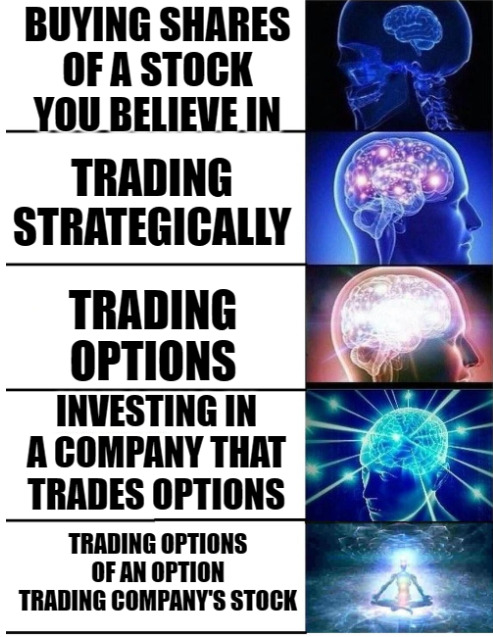 BUYING SHARES
OF A STOCK
YOU BELIEVE IN
TRADING
STRATEGICALLY
TRADING
OPTIONS
INVESTING IN
A COMPANY THAT
TRADES OPTIONS
TRADING OPTIONS
OF AN OPTION
TRADING COMPANY'S STOCK